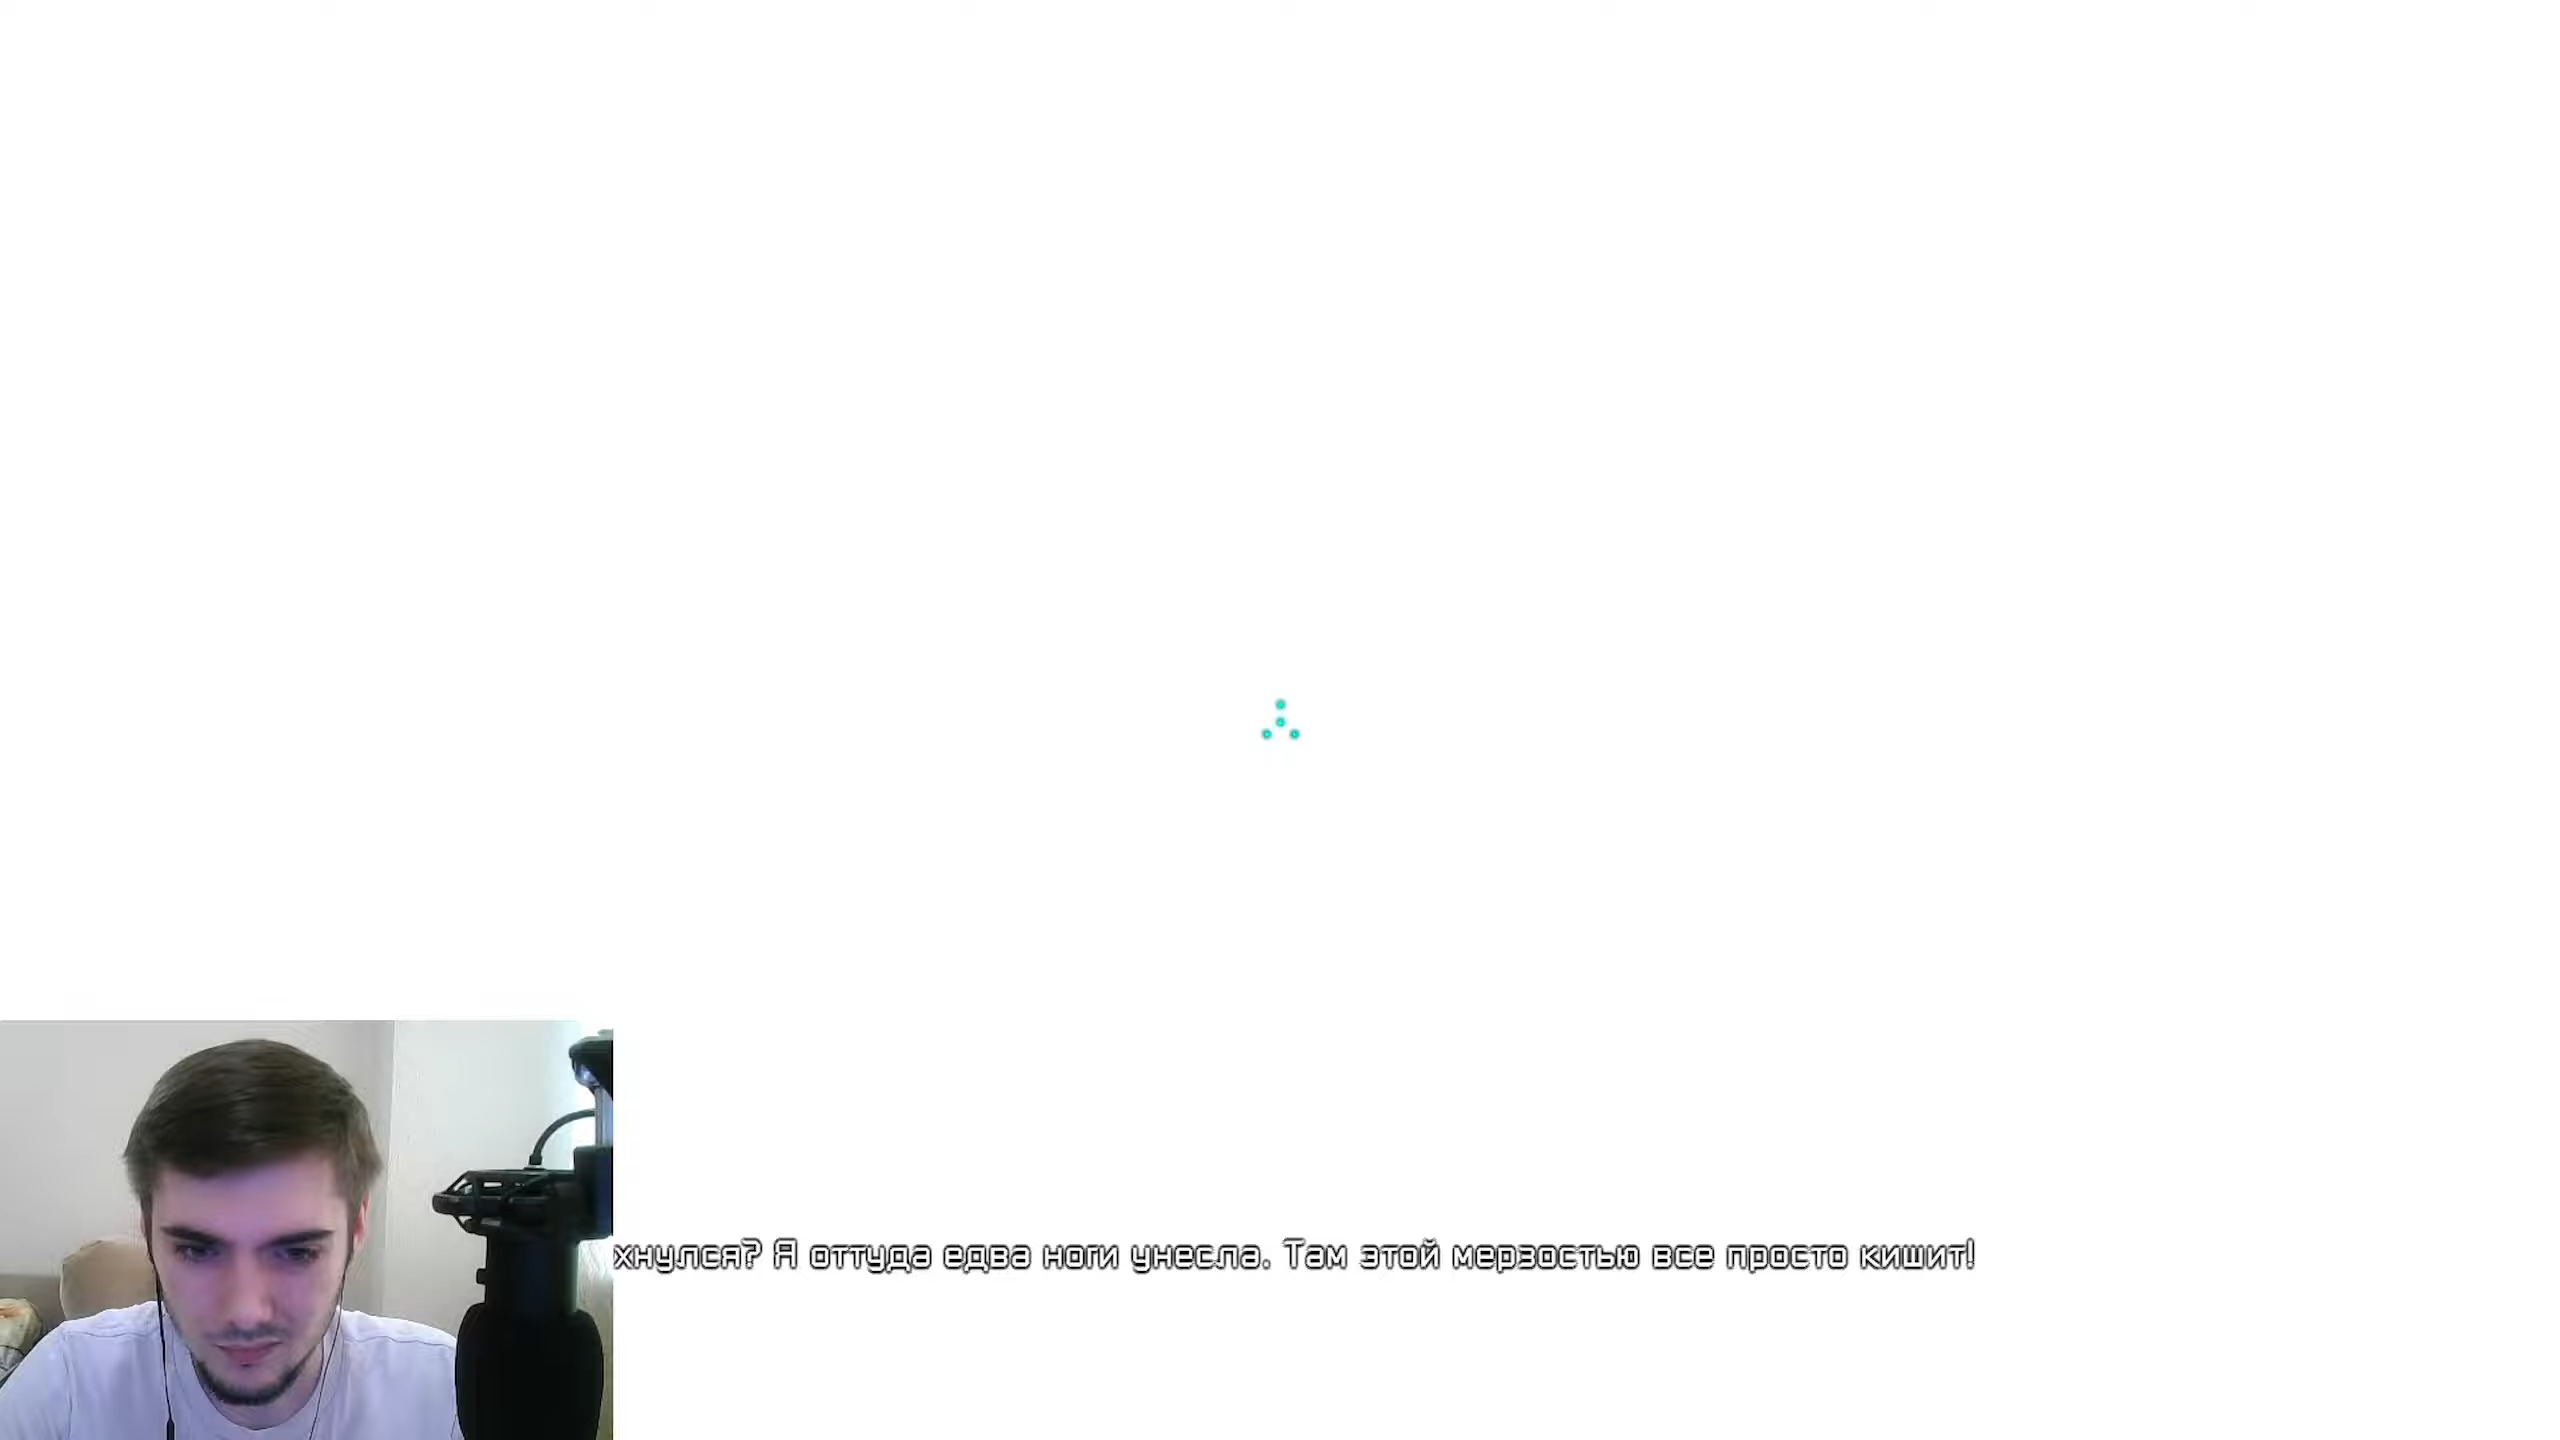 хнулся? Я оттуда едва ноги унесла. Там этой мерзостью все просто кишит!